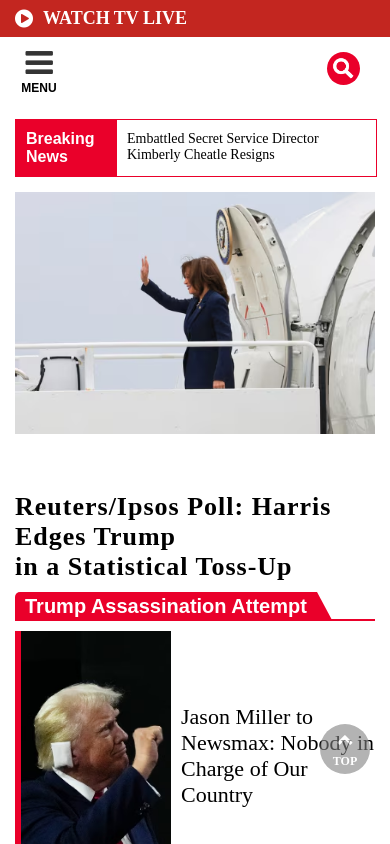 WATCH TV LIVE
MENU
Breaking
News
Embattled Secret Service Director
Kimberly Cheatle Resigns
Reuters/Ipsos Poll: Harris
Edges Trump
in a Statistical Toss-Up
Trump Assassination Attempt
Jason Miller to
Newsmax: Nobody in
Charge of Our
Country
TOP